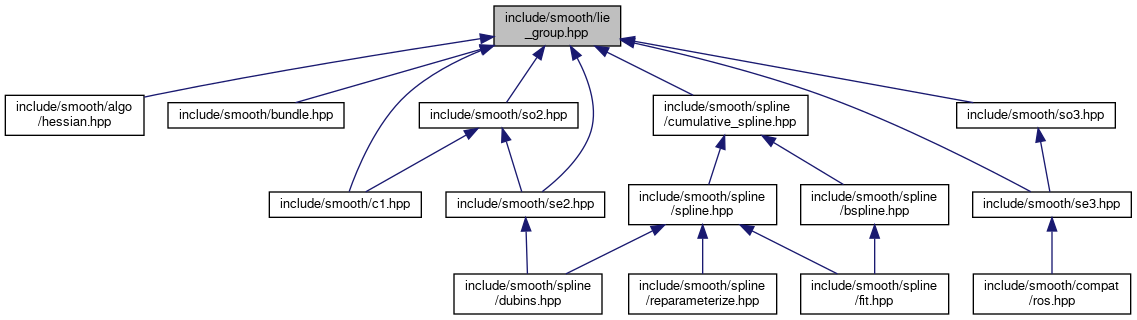 include/smooth/lie
_group.hpp
include/smooth/algo
/hessian.hpp
include/smooth/bundle.hpp
include/smooth/so2.hpp
include/smooth/spline
/cumulative_spline.hpp
include/smooth/so3.hpp
include/smooth/c1.hpp
include/smooth/se2.hpp
include/smooth/spline
/spline.hpp
include/smooth/spline
/bspline.hpp
include/smooth/se3.hpp
include/smooth/spline
/dubins.hpp
include/smooth/spline
/reparameterize.hpp
include/smooth/spline
/fit.hpp
include/smooth/compat
/ros.hpp